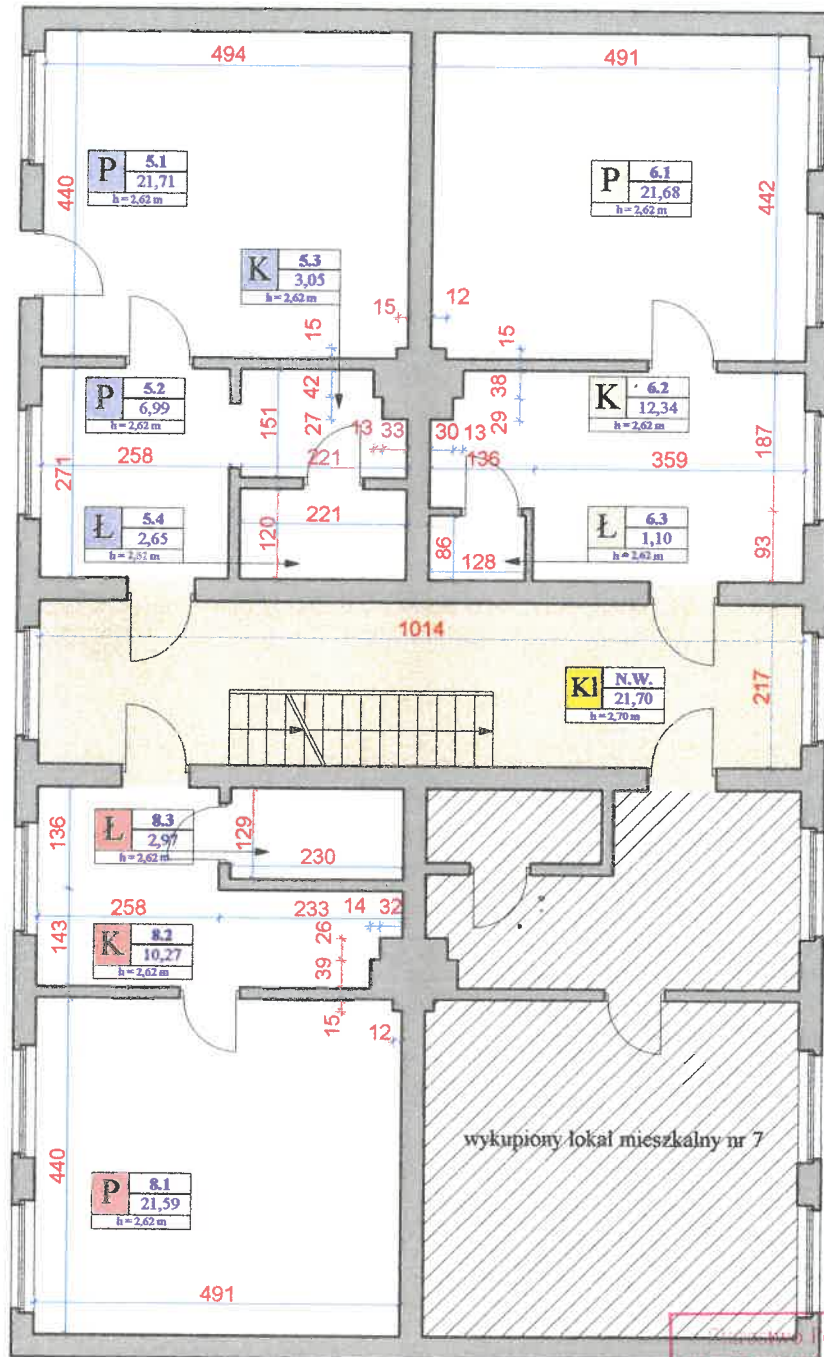 494
491
P
5.1
21,71
h = 2,62 m
P
6.1
21,68
h = 2,62 m
440
442
K
5.3
3,05
h = 2,62 m
15
12
15
15
P
5.2
6,99
h = 2,62 m
42
38
K
6.2
12,34
h = 2,62 m
151
27
29
13
33
30
13
187
271
258
221
136
359
Ł
5.4
2,65
h = 2,62 m
221
120
86
128
Ł
6.3
1,10
h = 2,62 m
93
1014
Kl
N.W.
21,70
h = 2,70 m
217
136
Ł
8.3
2,97
h = 2,62 m
129
230
258
233
14
32
143
K
8.2
10,27
h = 2,62 m
26
39
15
12
440
wykupiony lokal mieszkalny nr 7
P
8.1
21,59
h = 2,62 m
491